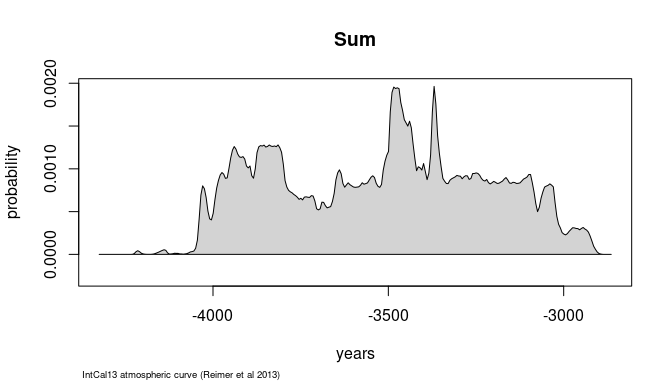 Sum
probability
0.0020
0.0010
0.0000
-4000 -3500 -3000
years
IntCal13 atmospheric curve (Reimer et al 2013)